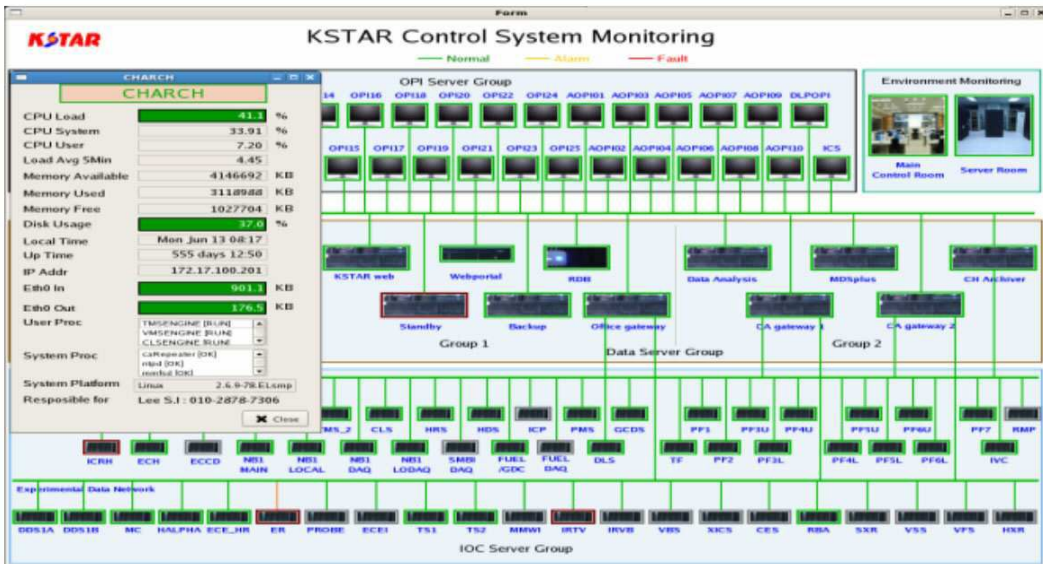 Form
KSTAR
KSTAR Control System Monitoring
Normal Alarm Fault
CHARCH
CHARCH
CPU Load 41.1 %
CPU System 33.91 %
CPU User 7.20 %
Load Avg 5Min 4.45
Memory Available 4146692 KB
Memory Used 3118988 KB
Memory Free 1027704 KB
Disk Usage 37.0 %
Local Time Mon Jun 13 08:17
Up Time 555 days 12:50
IP Addr 172.17.100.201
Eth0 In 901.1 KB
Eth0 Out 176.5 KB
User Proc TMSENGINE [RUN]
VMSENGINE [RUN]
CLSENGINE [RUN]
System Proc caRepeater [OK]
ntpd [OK]
[OK]
System Platform Linux 2.6.9-78.ELsmp
Resposible for Lee S.I : 010-2878-7306
Close
OPI Server Group
14 OPI16 OPI18 OPI20 OPI22 OPI24 AOPI01 AOPI03 AOPI05 AOPI07 AOPI09 DLPOPI
OPI15 OPI17 OPI19 OPI21 OPI23 OPI25 AOPI02 AOPI04 AOPI06 AOPI08 AOPI10 ICS
Environment Monitoring
Main
Control Room
Server Room
KSTAR web Webportal RDB Data Analysis MDSplus CH Archiver
Standby Backup Office gateway CA gateway 1 CA gateway 2
Group 1 Data Server Group Group 2
MS_2 CLS HRS HDS ICP PMS GCDS PF1 PF3U PF4U PF5U PF6U PF7 RMP
ICRH ECH ECCD NB1 MAIN NB1 LOCAL NB1 DAQ NB1 LODAQ SMBI DAQ FUEL /GDC FUEL DAQ DLS TF PF2 PF3L PF4L PF5L PF6L IVC
Experimental Data Network
DDS1A DDS1B MC HALPHA ECE_HR ER PROBE ECEI TS1 TS2 MMWI IRTV IRVB VBS XICS CES RBA SXR VSS VFS HXR
IOC Server Group